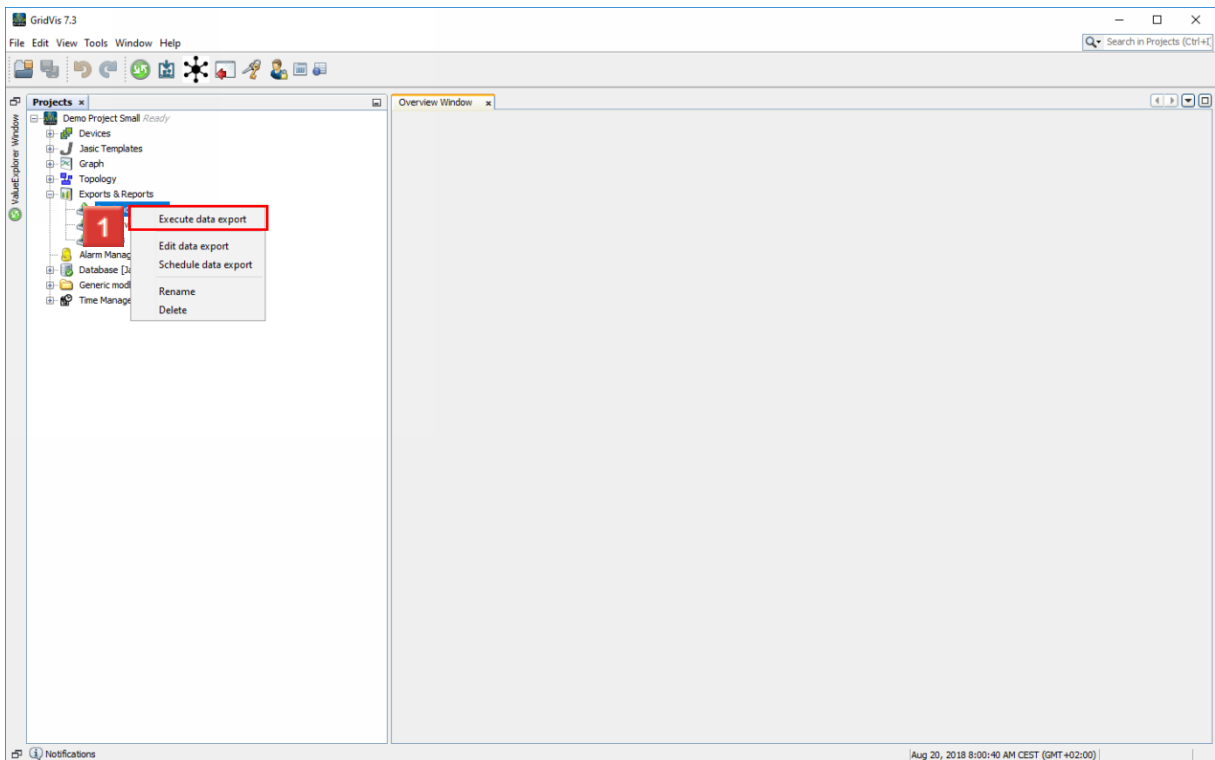 GridVis 7.3
File Edit View Tools Window Help
Search in Projects (Ctrl+I
Projects
Overview Window
ValueExplorer Window
Demo Project Small Ready
Devices
Jasic Templates
Graph
Topology
Exports & Reports
1
Execute data export
Edit data export
Alarm Manag
Schedule data export
Database [Ja
Generic mod
Rename
Time Manage
Delete
Notifications
Aug 20, 2018 8:00:40 AM CEST (GMT+02:00)